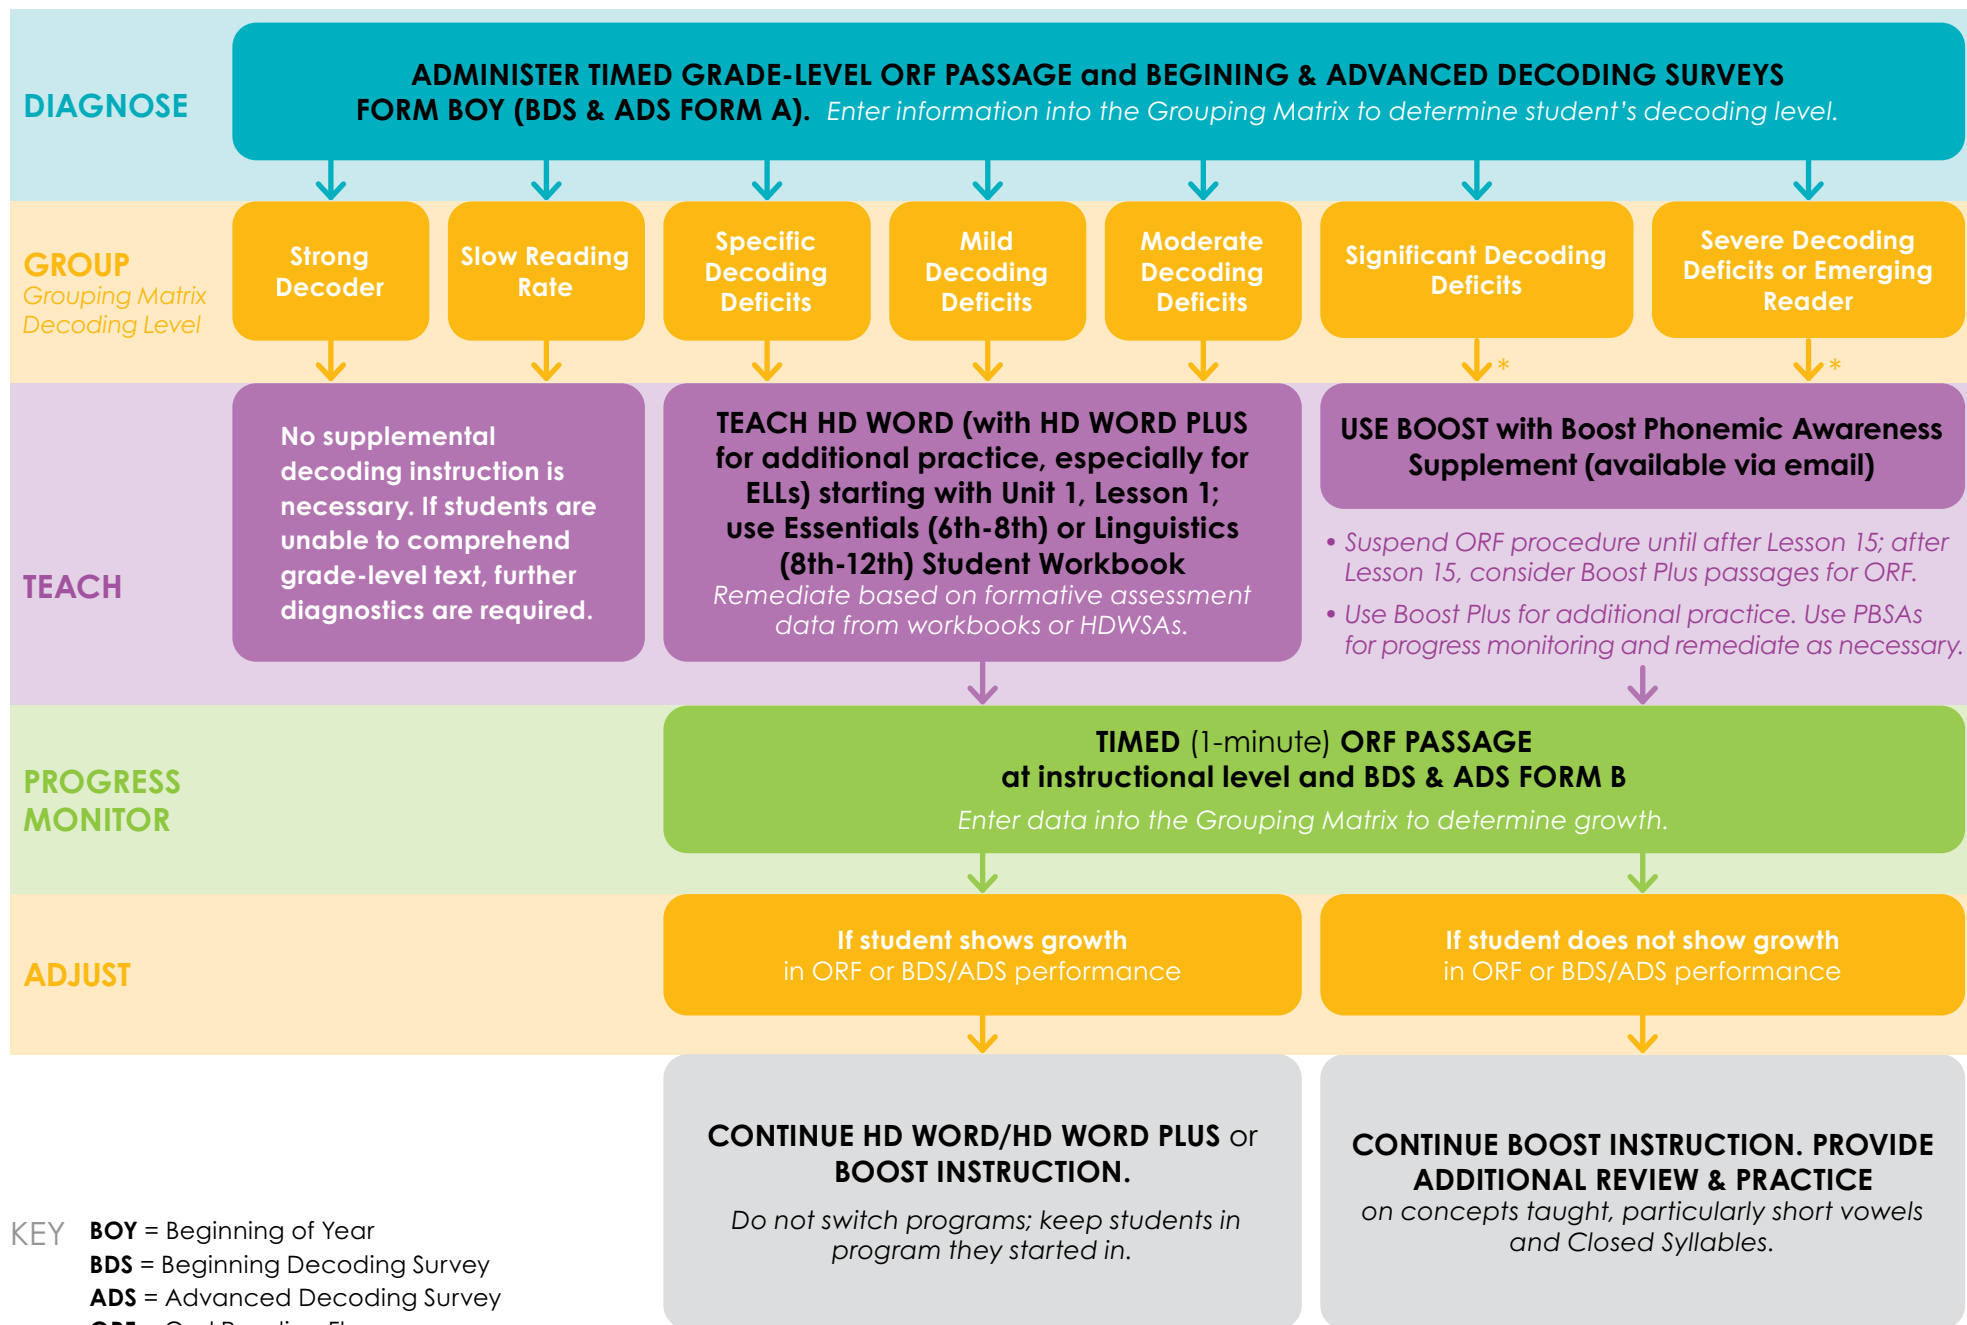 DIAGNOSE
ADMINISTER TIMED GRADE-LEVEL ORF PASSAGE and BEGINING & ADVANCED DECODING SURVEYS
FORM BOY (BDS & ADS FORM A). Enter information into the Grouping Matrix to determine student's decoding level.
GROUP
Grouping Matrix
Decoding Level
Strong
Decoder
Slow Reading
Rate
Specific
Decoding
Deficits
Mild
Decoding
Deficits
Moderate
Decoding
Deficits
Significant Decoding
Deficits
Severe Decoding
Deficits or Emerging
Reader
*
*
TEACH
No supplemental
decoding instruction is
necessary. If students are
unable to comprehend
grade-level text, further
diagnostics are required.
TEACH HD WORD (with HD WORD PLUS
for additional practice, especially for
ELLs) starting with Unit 1, Lesson 1;
use Essentials (6th-8th) or Linguistics
(8th-12th) Student Workbook
Remediate based on formative assessment
data from workbooks or HDWSAs.
USE BOOST with Boost Phonemic Awareness
Supplement (available via email)
• Suspend ORF procedure until after Lesson 15; after
Lesson 15, consider Boost Plus passages for ORF.
• Use Boost Plus for additional practice. Use PBSAs
for progress monitoring and remediate as necessary.
PROGRESS
MONITOR
TIMED (1-minute) ORF PASSAGE
at instructional level and BDS & ADS FORM B
Enter data into the Grouping Matrix to determine growth.
ADJUST
If student shows growth
in ORF or BDS/ADS performance
If student does not show growth
in ORF or BDS/ADS performance
CONTINUE HD WORD/HD WORD PLUS or
BOOST INSTRUCTION.
Do not switch programs; keep students in
program they started in.
CONTINUE BOOST INSTRUCTION. PROVIDE
ADDITIONAL REVIEW & PRACTICE
on concepts taught, particularly short vowels
and Closed Syllables.
KEY BOY = Beginning of Year
BDS = Beginning Decoding Survey
ADS = Advanced Decoding Survey